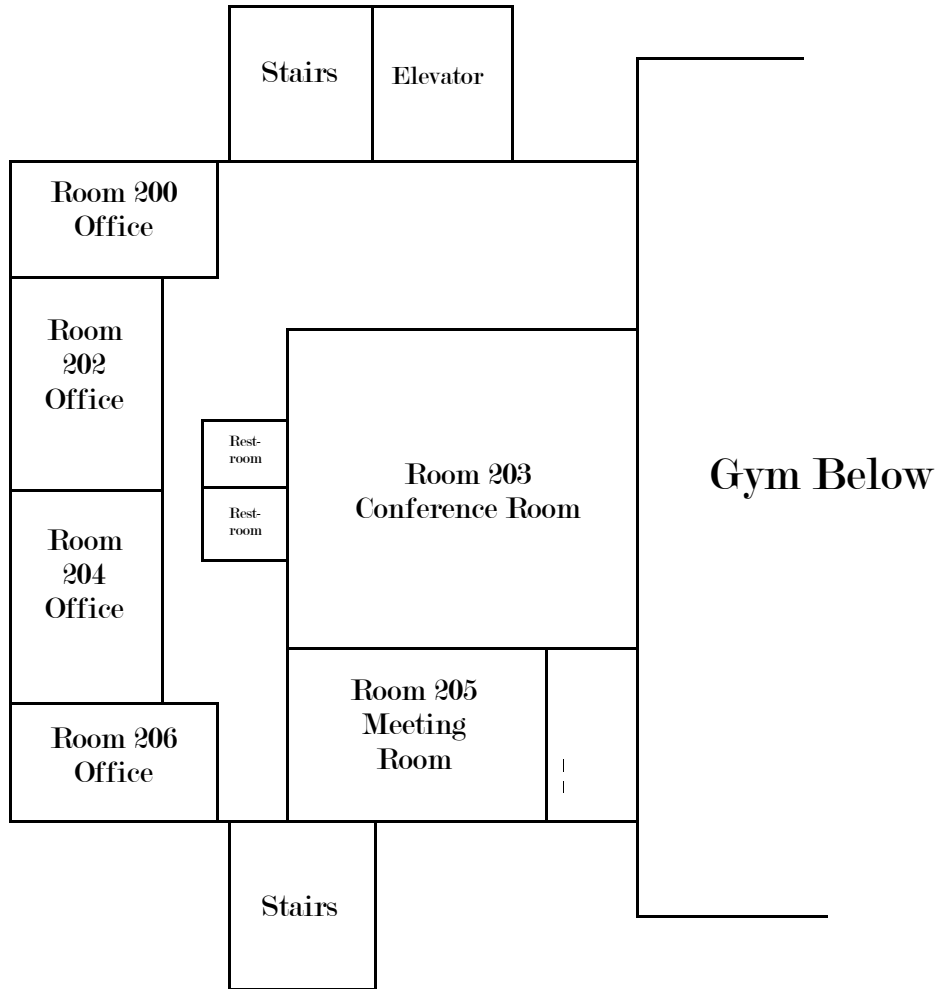 Stairs
Elevator
Room 200
Office
Room
202
Office
Rest-
room
Rest-
room
Room 203
Conference Room
Gym Below
Room
204
Office
Room 205
Meeting
Room
Room 206
Office
Stairs